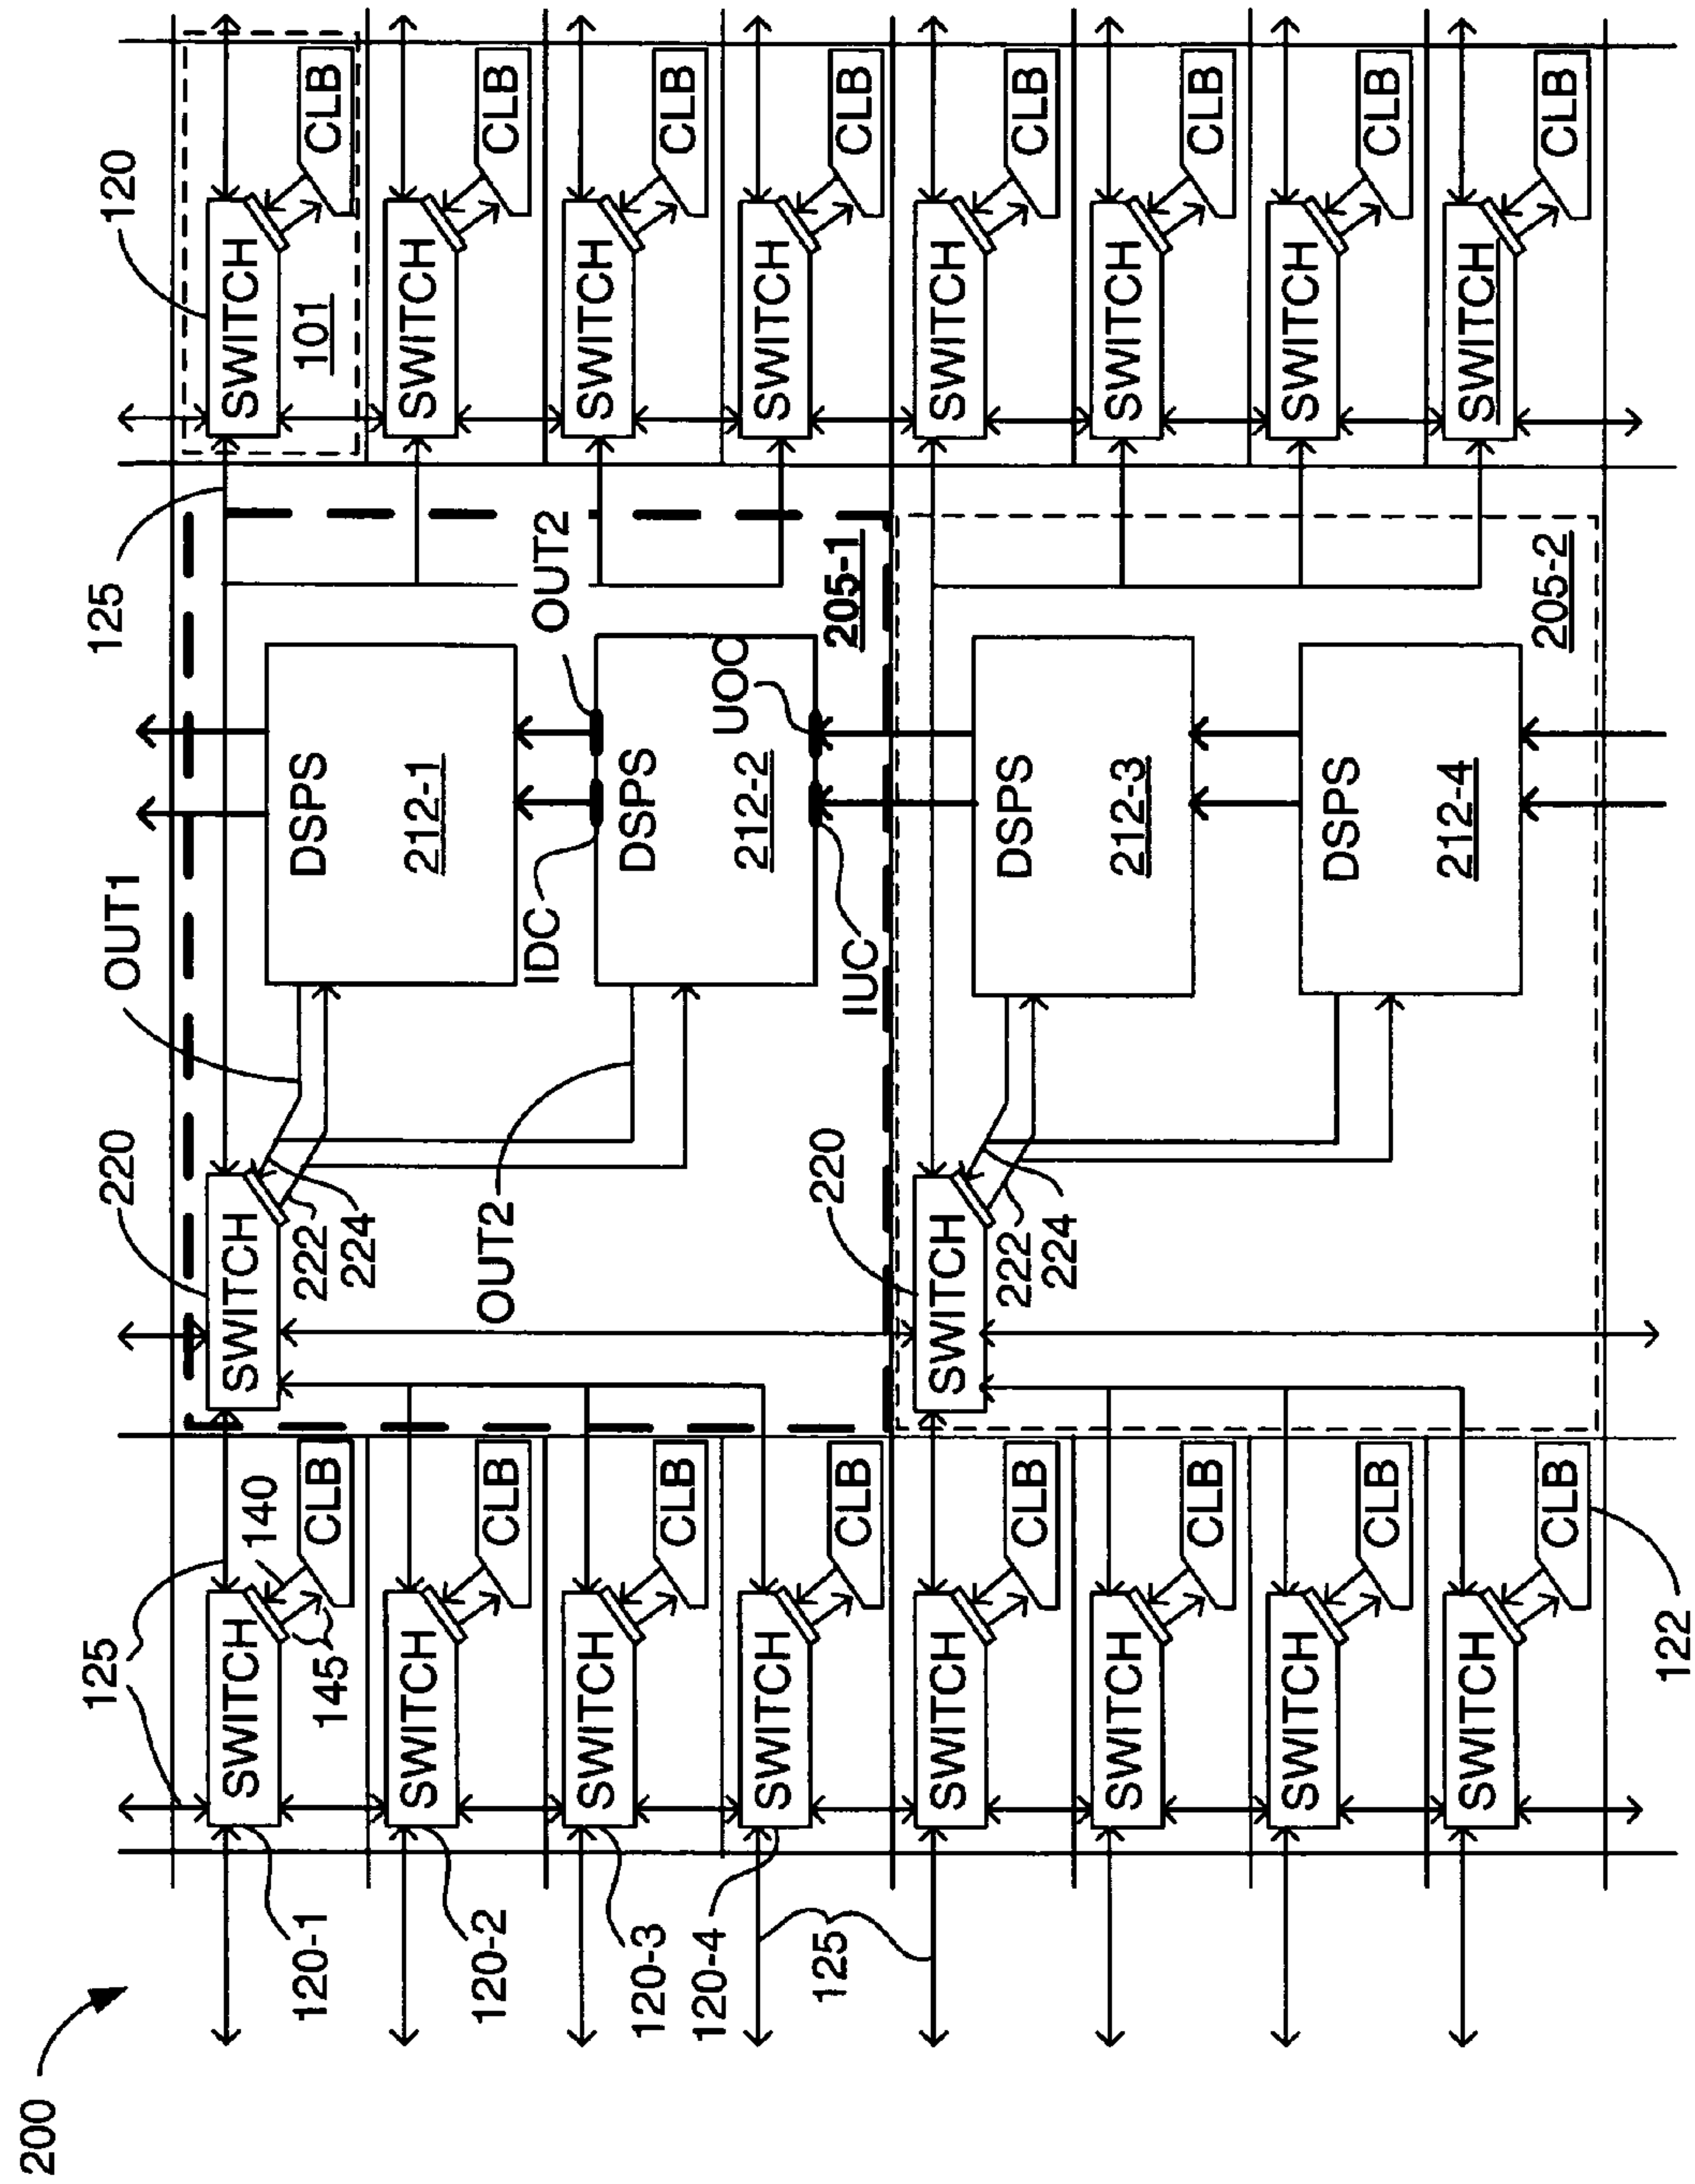 200
125
220
OUT1
125
120
SWITCH
140
SWITCH
SWITCH
120-1
145
CLB
222
224
DSPS
101
CLB
SWITCH
212-1
SWITCH
120-2
CLB
OUT2
IDC
OUT2
CLB
SWITCH
SWITCH
120-3
CLB
DSPS
CLB
120-4
SWITCH
212-2
UOO
SWITCH
125
CLB
220
IUC
205-1
CLB
SWITCH
SWITCH
SWITCH
CLB
222
224
DSPS
CLB
SWITCH
212-3
SWITCH
CLB
CLB
SWITCH
DSPS
SWITCH
CLB
CLB
SWITCH
212-4
SWITCH
CLB
205-2
CLB
122